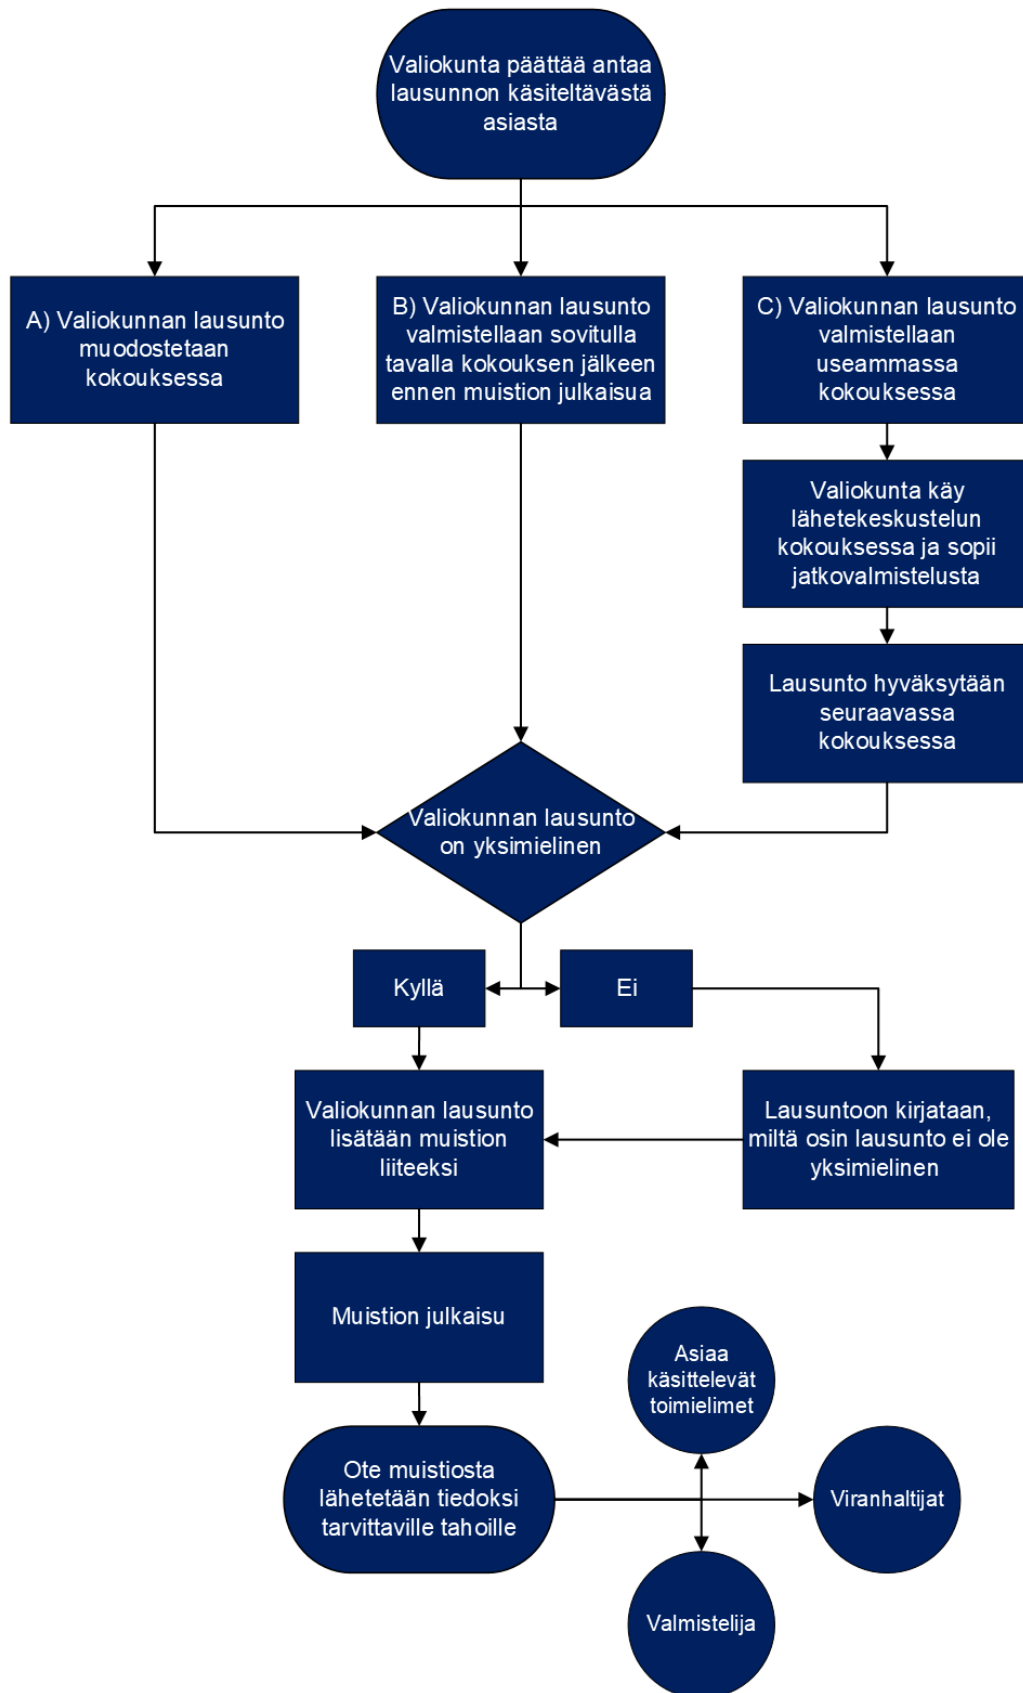 Valiokunta päättää antaa
lausunnon käsiteltävästä
asiasta
A) Valiokunnan lausunto
muodostetaan
kokouksessa
B) Valiokunnan lausunto
valmistellaan sovitulla
tavalla kokouksen jälkeen
ennen muistion julkaisua
C) Valiokunnan lausunto
valmistellaan
useammassa
kokouksessa
Valiokunta käy
lähetekeskustelun
kokouksessa ja sopii
jatkovalmistelusta
Lausunto hyväksytään
seuraavassa
kokouksessa
Valiokunnan lausunto
on yksimielinen
Kyllä
Ei
Valiokunnan lausunto
lisätään muistion
liiteeksi
Lausuntoon kirjataan,
miltä osin lausunto ei ole
yksimielinen
Muistion julkaisu
Asiaa
käsittelevät
toimielimet
Ote muistiosta
lähetetään tiedoksi
tarvittaville tahoille
Viranhaltijat
Valmistelija